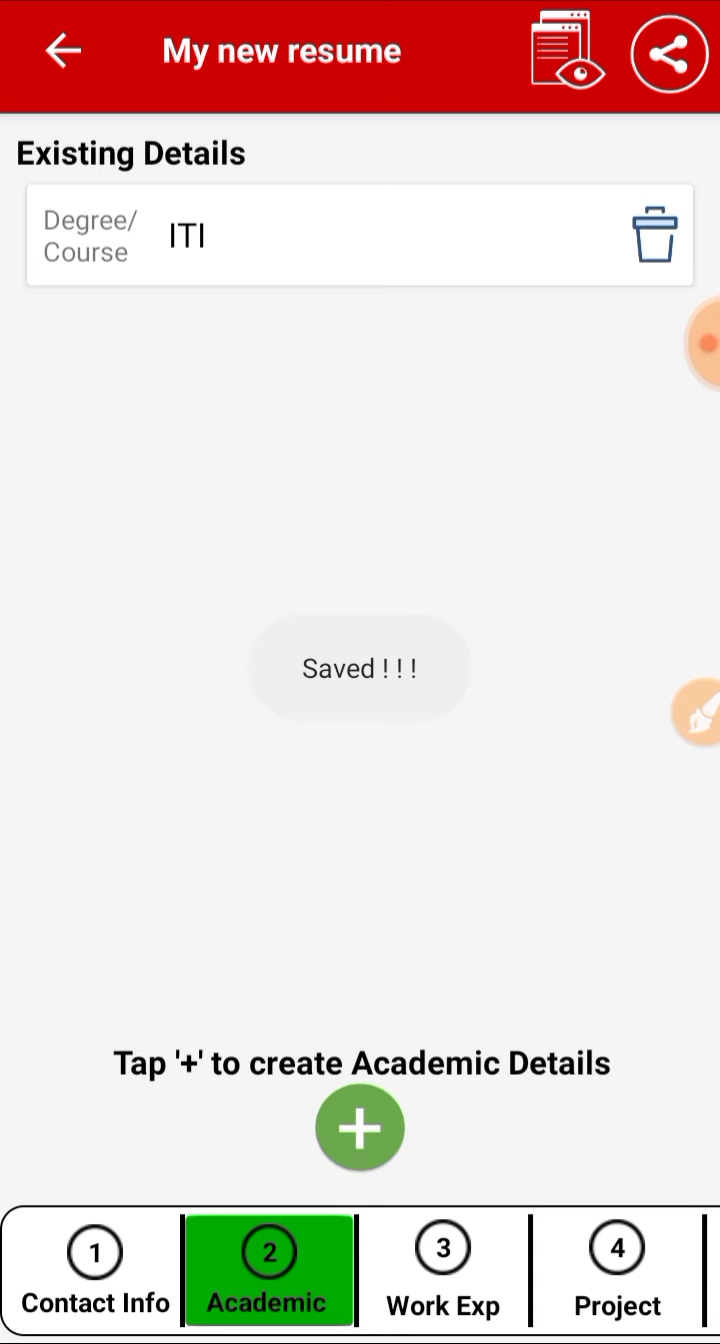 My new resume
Existing Details
Degree/
Course
ITI
Saved ! ! !
Tap '+' to create Academic Details
1
Contact Info
2
Academic
3
Work Exp
4
Project